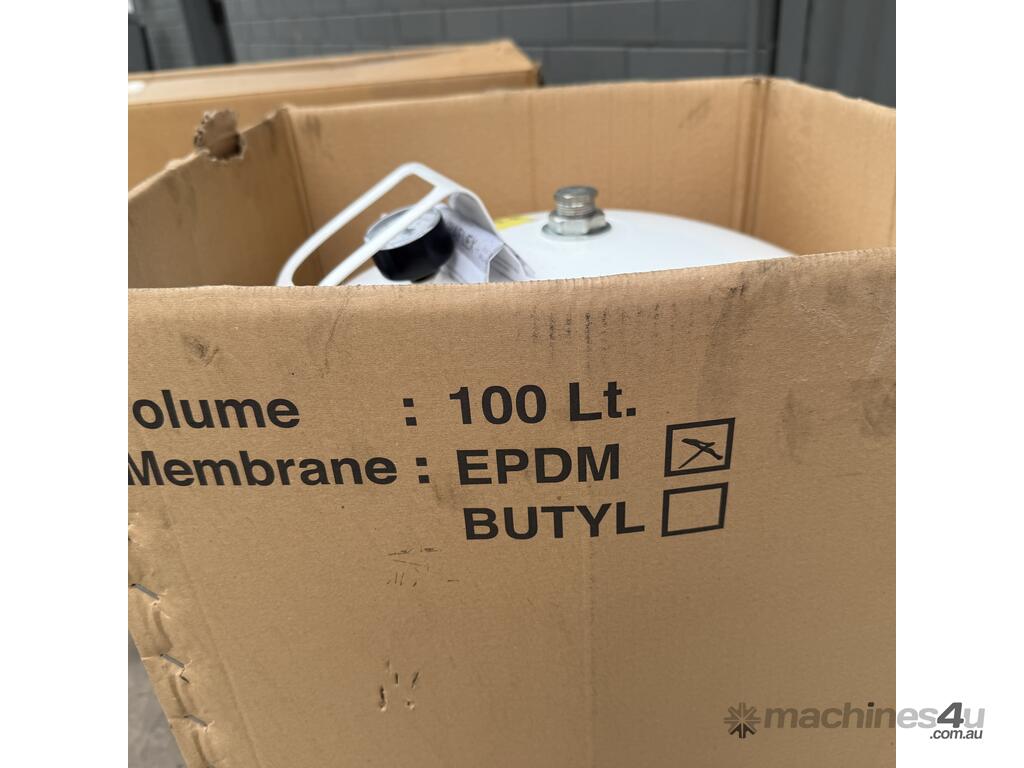 olume : 100 Lt.
Membrane : EPDM
BUTYL
machines4u
.com.au